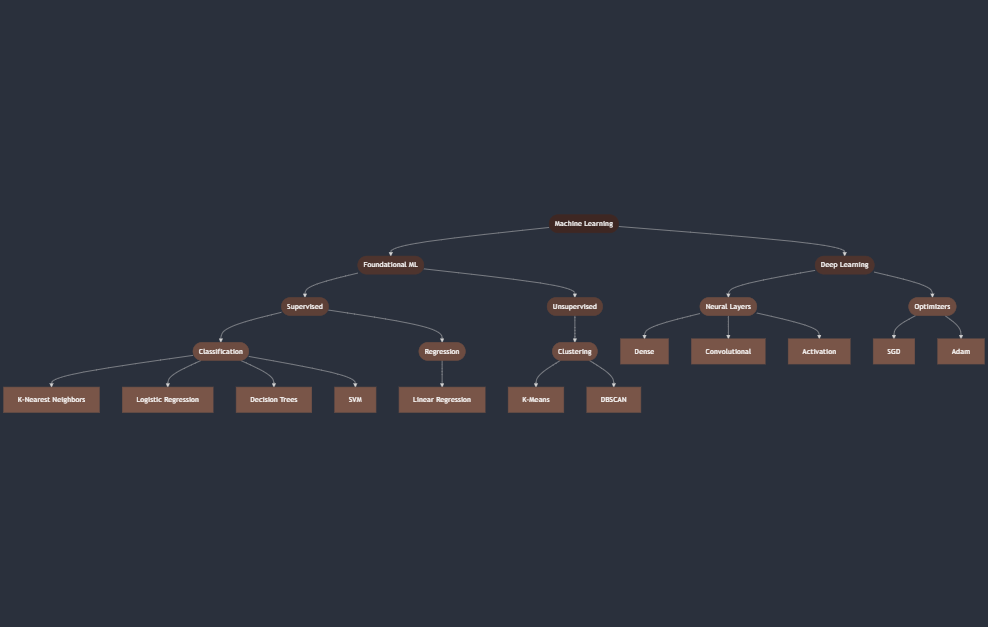 Machine Learning
Foundational ML
Deep Learning
Supervised
Unsupervised
Neural Layers
Optimizers
Classification
Regression
Clustering
Dense
Convolutional
Activation
SGD
Adam
K-Nearest Neighbors
Logistic Regression
Decision Trees
SVM
Linear Regression
K-Means
DBSCAN